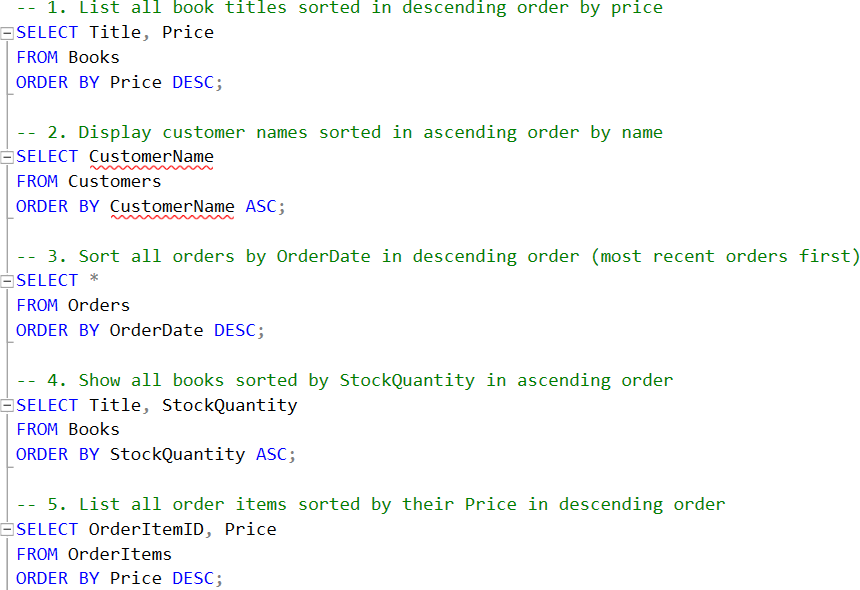 -- 1. List all book titles sorted in descending order by price
SELECT Title, Price
FROM Books
ORDER BY Price DESC;
-- 2. Display customer names sorted in ascending order by name
SELECT CustomerName
FROM Customers
ORDER BY CustomerName ASC;
-- 3. Sort all orders by OrderDate in descending order (most recent orders first)
SELECT *
FROM Orders
ORDER BY OrderDate DESC;
-- 4. Show all books sorted by StockQuantity in ascending order
SELECT Title, StockQuantity
FROM Books
ORDER BY StockQuantity ASC;
-- 5. List all order items sorted by their Price in descending order
SELECT OrderItemID, Price
FROM OrderItems
ORDER BY Price DESC;